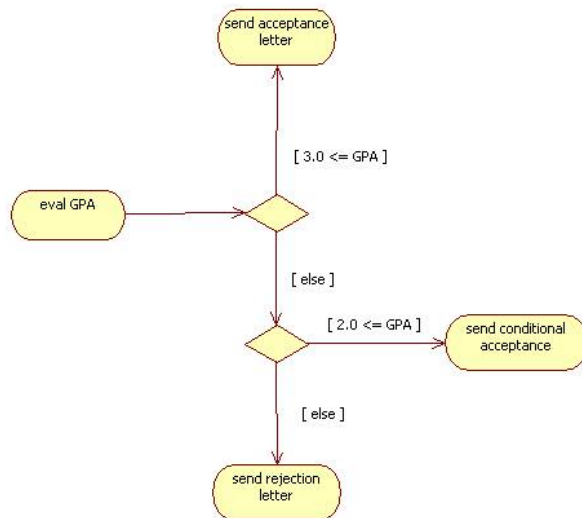 send acceptance
letter
[ 3.0 <= GPA ]
eval GPA
[ else ]
[ 2.0 <= GPA ]
send conditional
acceptance
[ else ]
send rejection
letter